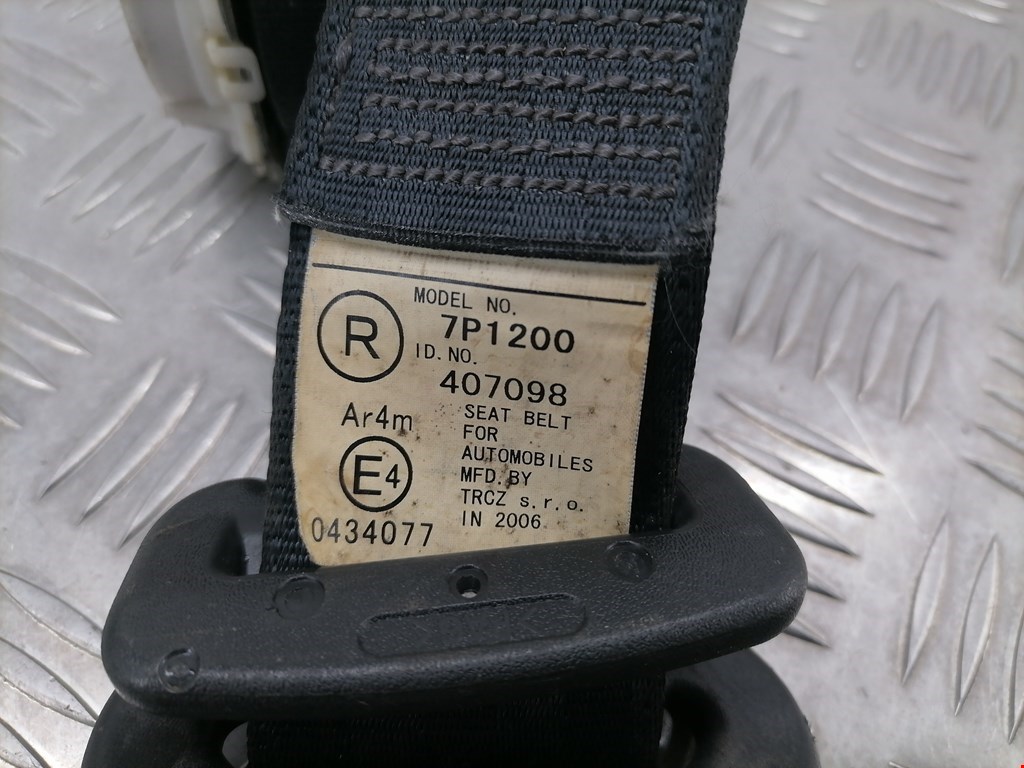 MODEL NO.
7P1200
R
ID. NO.
407098
Ar4m
SEAT BELT
FOR
AUTOMOBILES
E4
MFD. BY
TRCZ s.r.o.
0434077
IN 2006